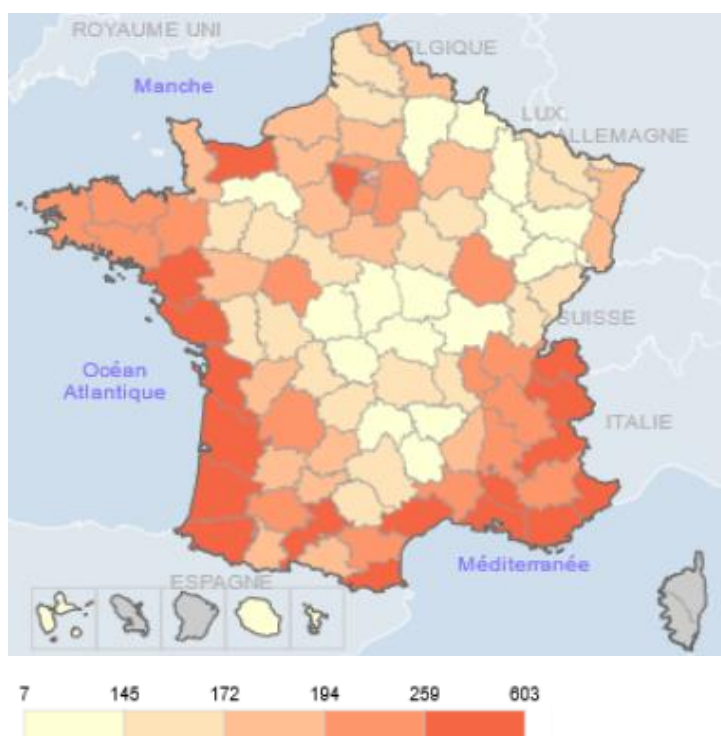 ROYAUME UNI
BELGIQUE
Manche
LUX.
ALLEMAGNE
SUISSE
Océan
Atlantique
ITALIE
Méditerranée
ESPAGNE
7 145 172 194 259 603